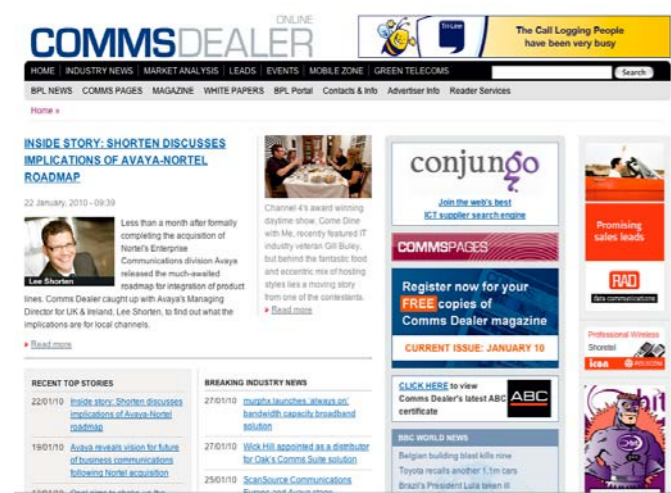 ONLINE
COMMSDEALER
Tri-Line
The Call Logging People
have been very busy
HOME | INDUSTRY NEWS | MARKET ANALYSIS | LEADS | EVENTS | MOBILE ZONE | GREEN TELECOMS
Search
BPL NEWS COMMS PAGES MAGAZINE WHITE PAPERS BPL Portal Contacts & Info Advertiser Info Reader Services
Home »
INSIDE STORY: SHORTEN DISCUSSES
IMPLICATIONS OF AVAYA-NORTEL
ROADMAP
22 January, 2010 - 09:39
Less than a month after formally
completing the acquisition of
Nortel's Enterprise
Communications division Avaya
released the much-awaited
roadmap for integration of product
Lee Shorten
lines. Comms Dealer caught up with Avaya's Managing
Director for UK & Ireland, Lee Shorten, to find out what the
implications are for local channels.
Read more
Channel 4's award winning
daytime show, Come Dine
with Me, recently featured IT
industry veteran Gill Buley,
but behind the fantastic food
and eccentric mix of hosting
styles lies a moving story
from one of the contestants.
Read more
conjungo
Join the web's best
ICT supplier search engine
COMMSPAGES
Register now for your
FREE copies of
Comms Dealer magazine
CURRENT ISSUE: JANUARY 10
CLICK HERE to view
Comms Dealer's latest ABC
certificate
ABC
BBC WORLD NEWS
Belgian building blast kills nine
Toyota recalls another 1.1m cars
Brazil's President Lula taken ill
Promising
sales leads
RAD
data communications
Professional Wireless
Shoretel
icon
POLYCOM
Orbit
RECENT TOP STORIES
22/01/10 Inside story: Shorten discusses
implications of Avaya-Nortel
roadmap
19/01/10 Avaya reveals vision for future
of business communications
following Nortel acquisition
BREAKING INDUSTRY NEWS
27/01/10 murphx launches 'always on'
bandwidth capacity broadband
solution
27/01/10 Wick Hill appointed as a distributor
for Oak's Comms Suite solution
25/01/10 ScanSource Communications